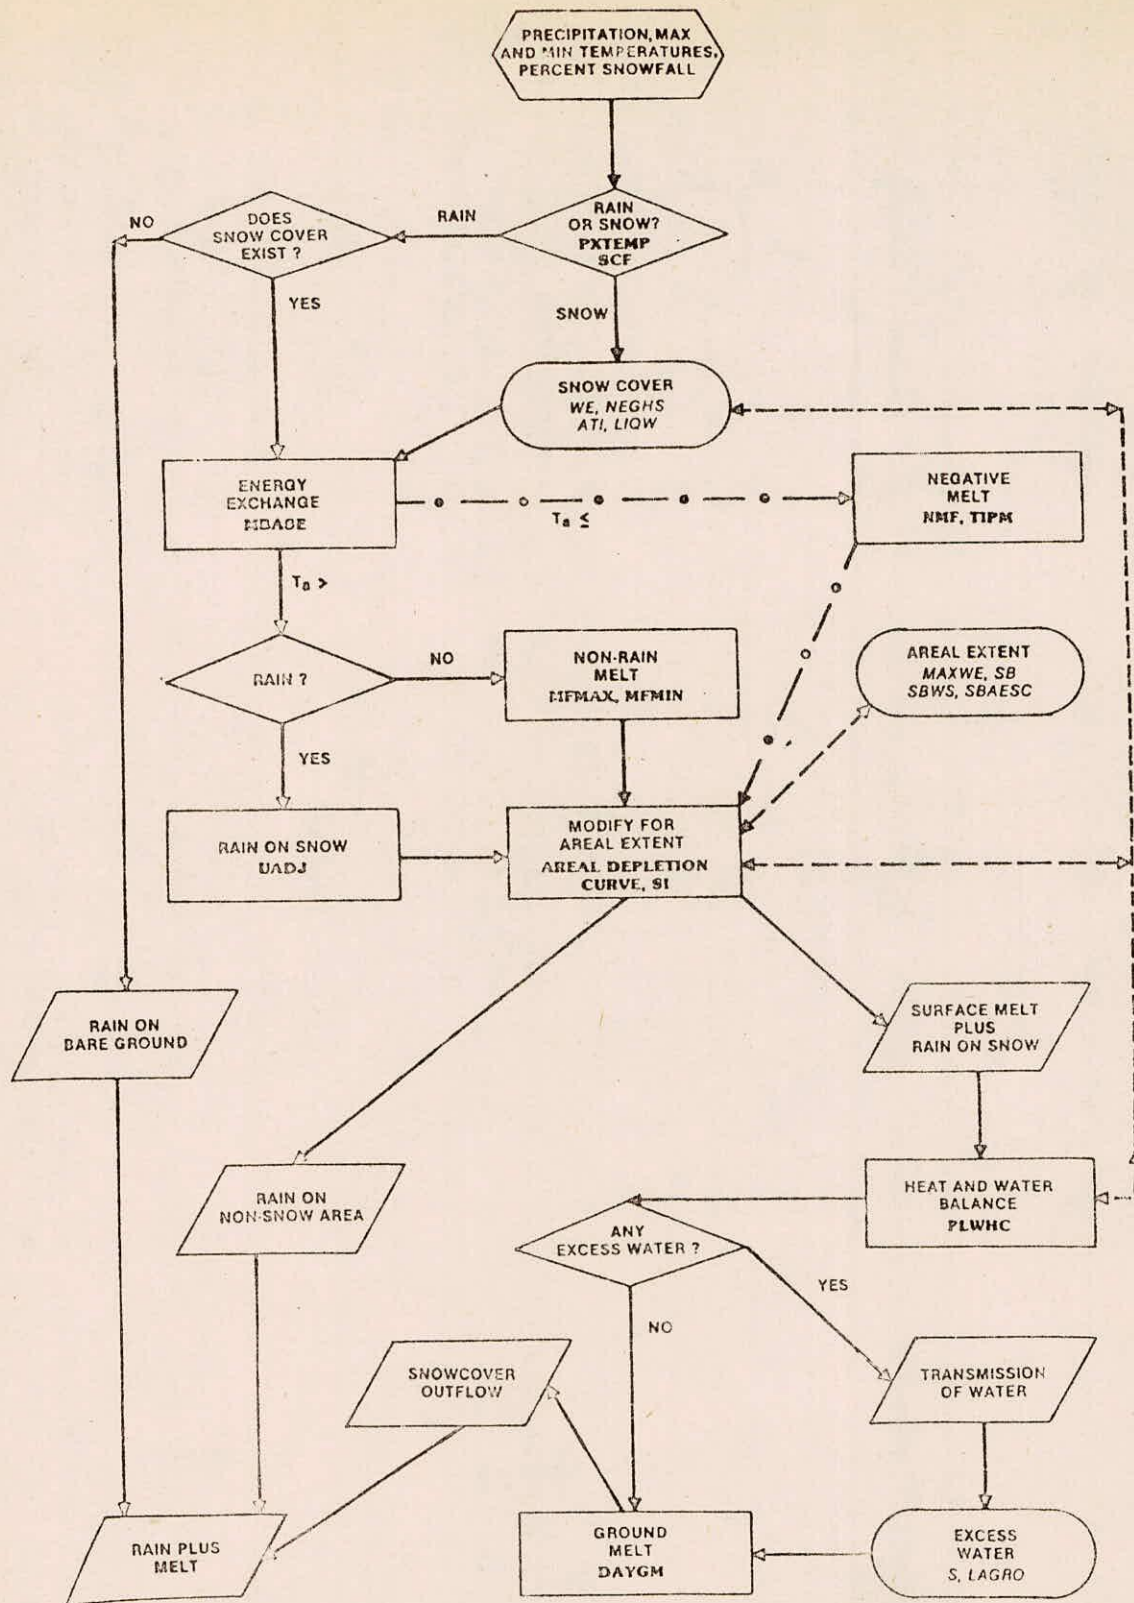 PRECIPITATION, MAX
AND MIN TEMPERATURES,
PERCENT SNOWFALL
RAIN
OR SNOW?
PXTEMP
SCF
RAIN
DOES
SNOW COVER
EXIST ?
NO
YES
SNOW
SNOW COVER
WE, NEGHS
ATI, LIQW
ENERGY
EXCHANGE
MBASE
Ta ≤
NEGATIVE
MELT
NMF, TIPM
Ta >
RAIN ?
NO
NON-RAIN
MELT
MFMAX, MFMIN
AREAL EXTENT
MAXWE, SB
SBWS, SBAESC
YES
RAIN ON SNOW
UADJ
MODIFY FOR
AREAL EXTENT
AREAL DEPLETION
CURVE, SI
RAIN ON
BARE GROUND
SURFACE MELT
PLUS
RAIN ON SNOW
RAIN ON
NON-SNOW AREA
HEAT AND WATER
BALANCE
PLWHC
ANY
EXCESS WATER ?
YES
NO
SNOWCOVER
OUTFLOW
TRANSMISSION
OF WATER
RAIN PLUS
MELT
GROUND
MELT
DAYGM
EXCESS
WATER
S, LAGRO